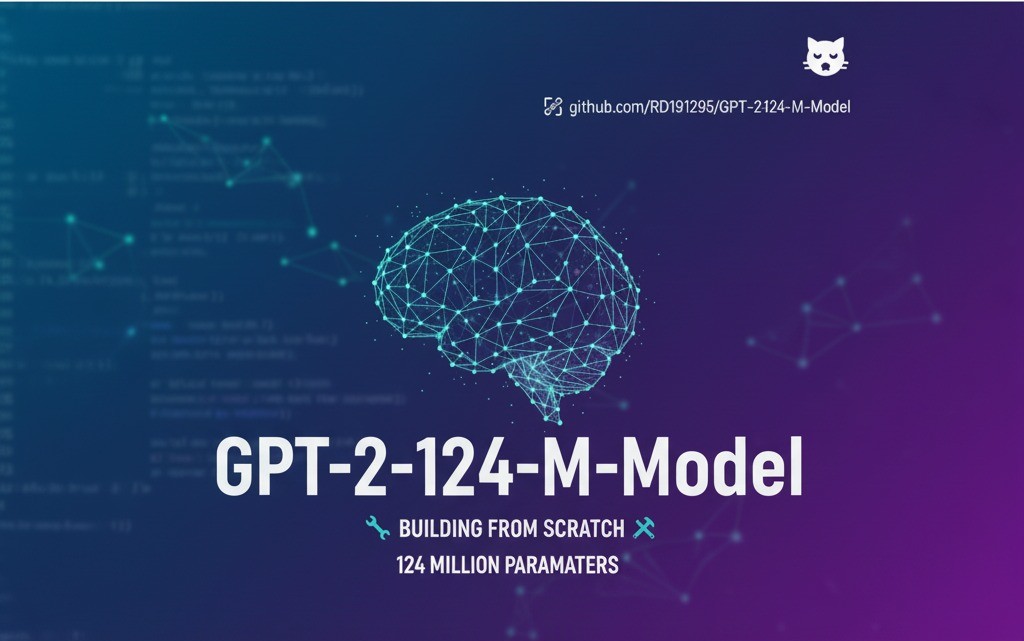 github.com/RD191295/GPT-2124-M-Model
GPT-2-124-M-Model
BUILDING FROM SCRATCH
124 MILLION PARAMATERS